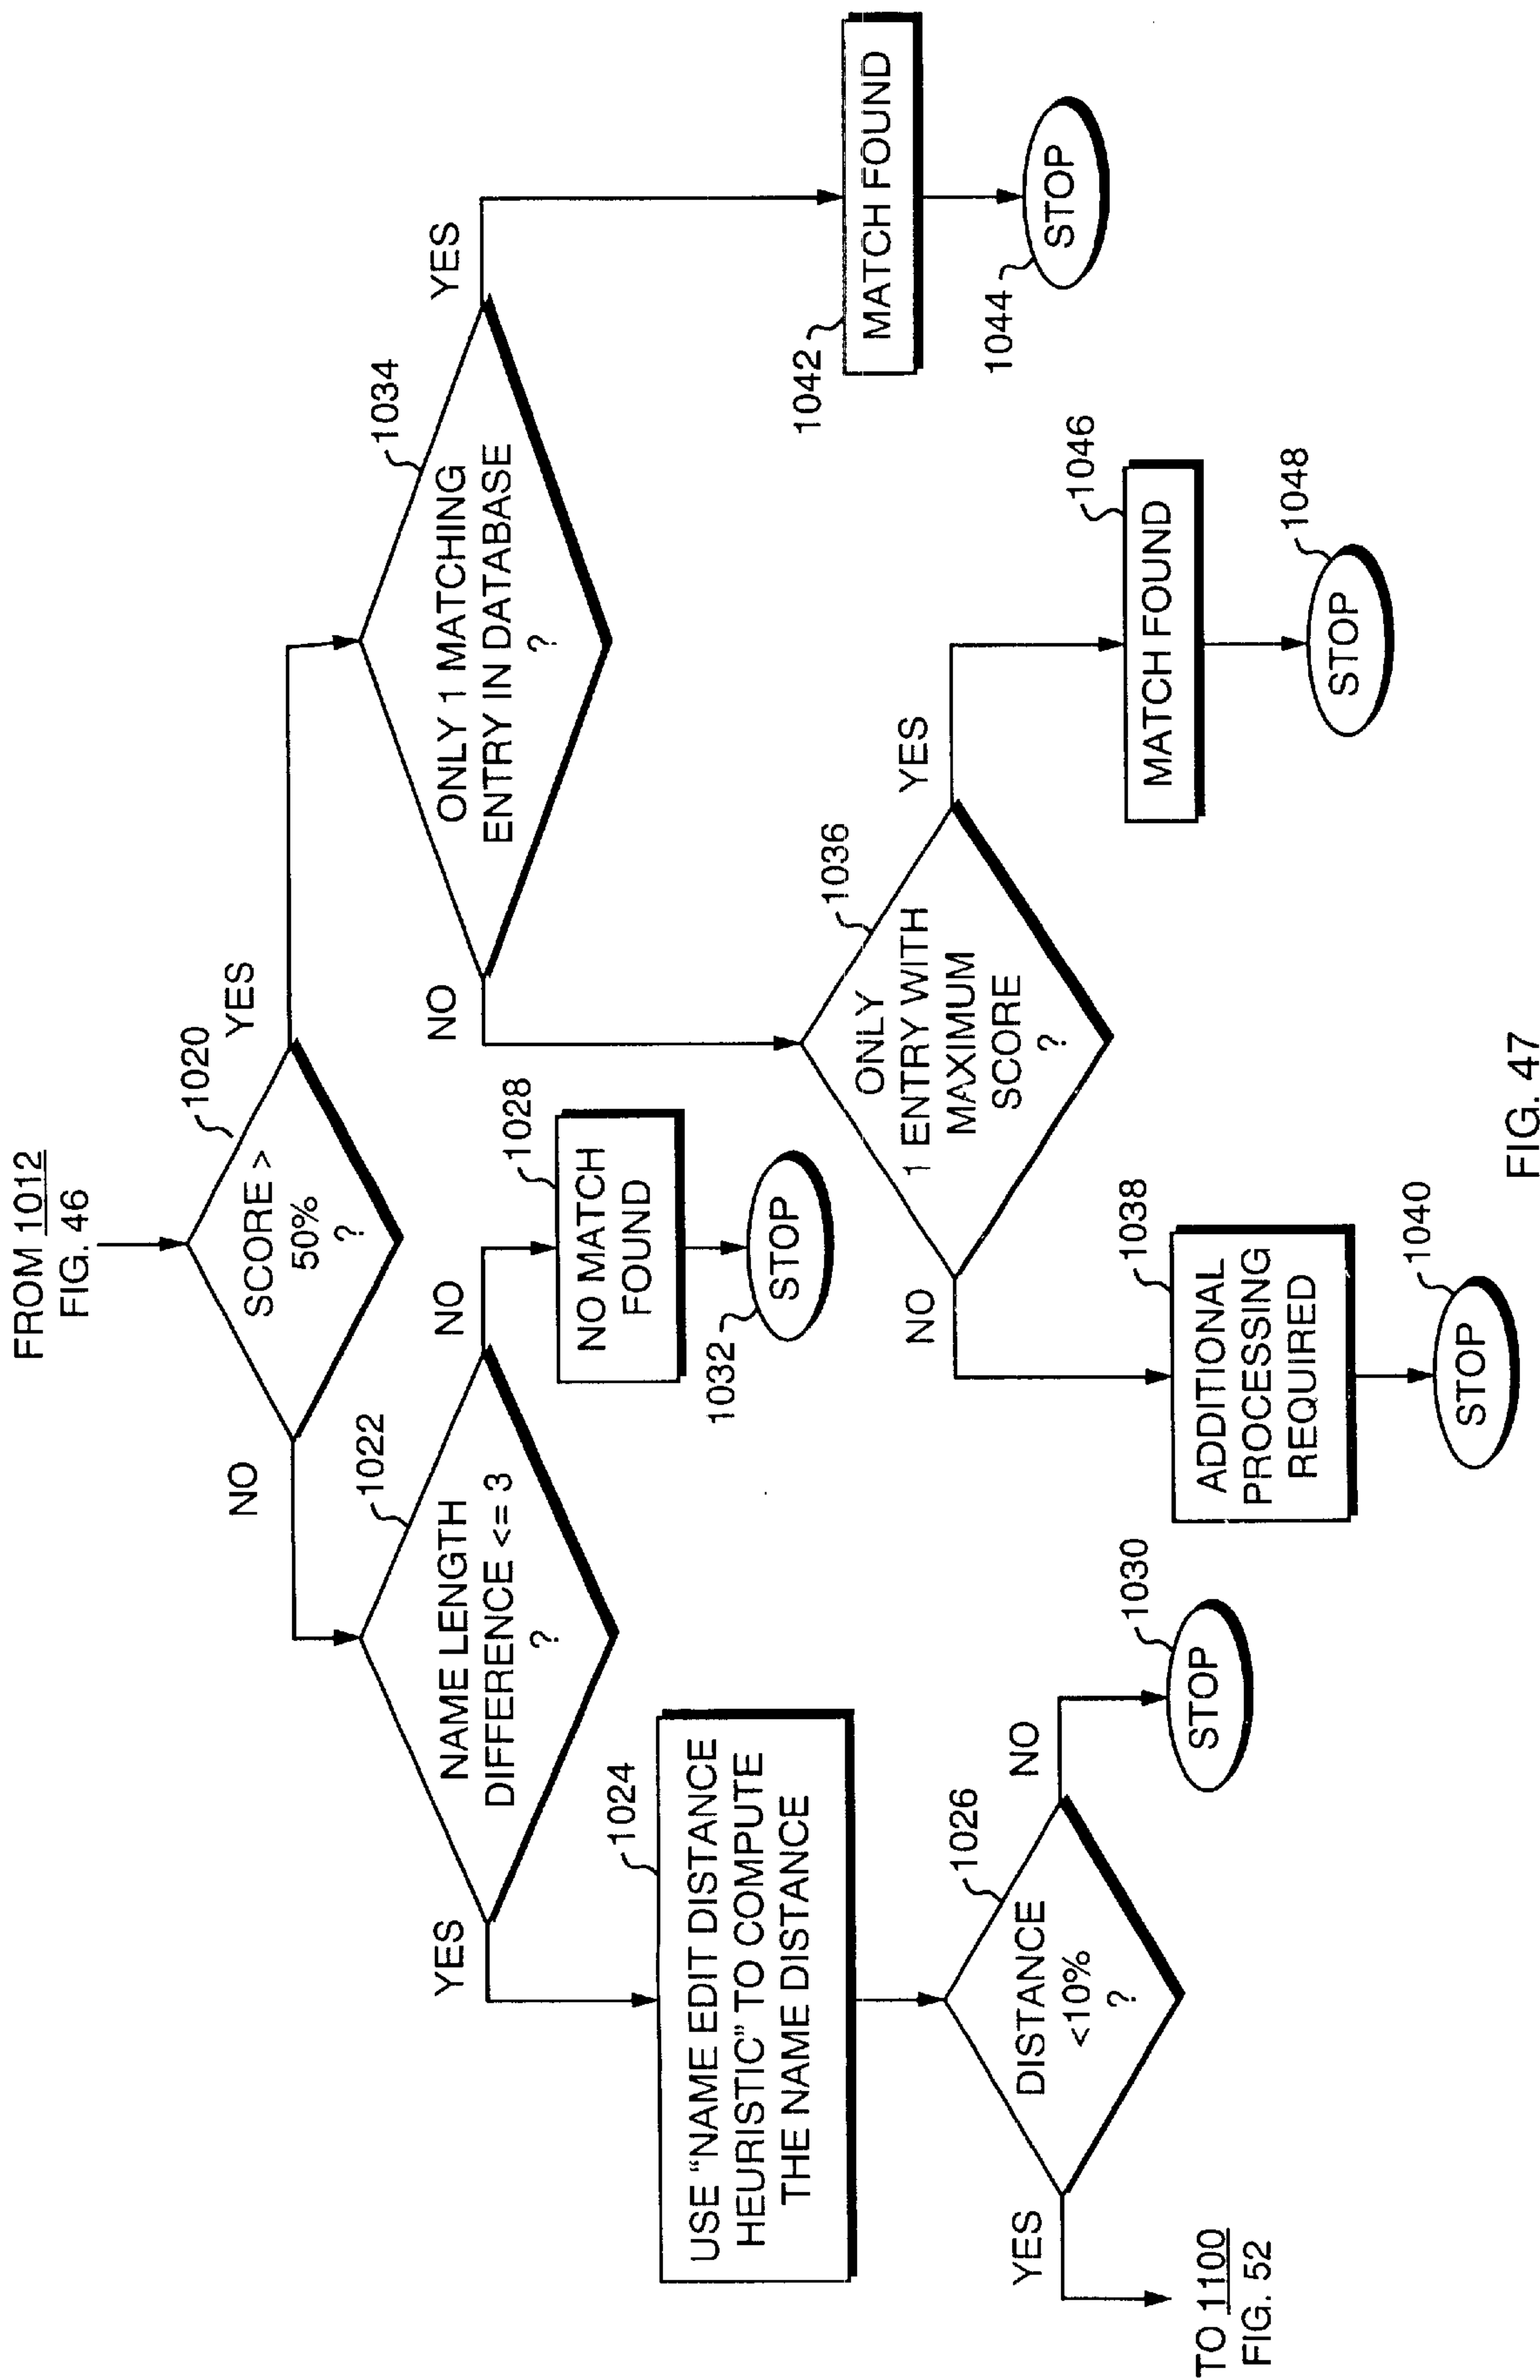 FROM 1012
FIG. 46
1020
SCORE >
50%
?
NO
YES
1022
NAME LENGTH
DIFFERENCE <= 3
?
YES
NO
1034
ONLY 1 MATCHING
ENTRY IN DATABASE
?
NO
YES
1028
NO MATCH
FOUND
1032
STOP
1024
USE “NAME EDIT DISTANCE
HEURISTIC” TO COMPUTE
THE NAME DISTANCE
1026
DISTANCE
<10%
?
YES
NO
1030
STOP
TO 1100
FIG. 52
1036
ONLY
1 ENTRY WITH
MAXIMUM
SCORE
?
NO
YES
1042
MATCH FOUND
1044
STOP
1046
MATCH FOUND
1048
STOP
1038
ADDITIONAL
PROCESSING
REQUIRED
1040
STOP
FIG. 47